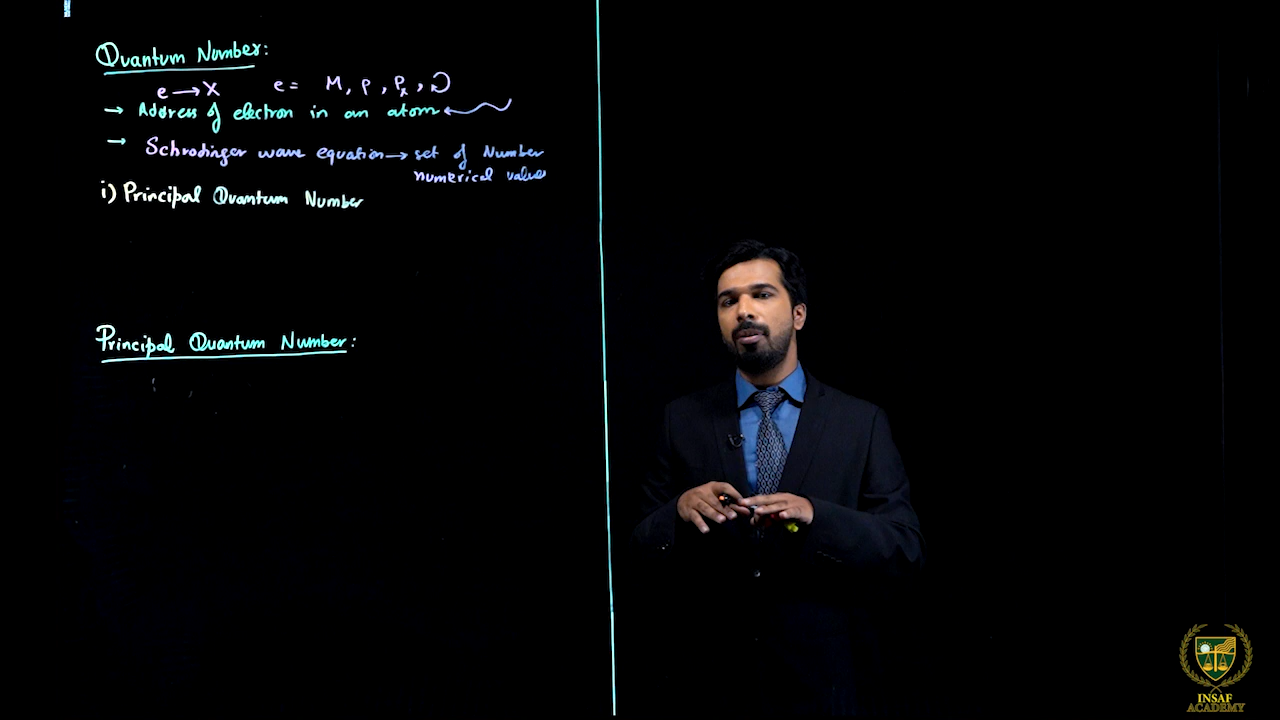 Quantum Number:
e → X e = M, P, Px,
→ Address of electron in an atom ←
→ Schrodinger wave equation → set of Number
numerical values
i) Principal Quantum Number
Principal Quantum Number:
INSAF
ACADEMY